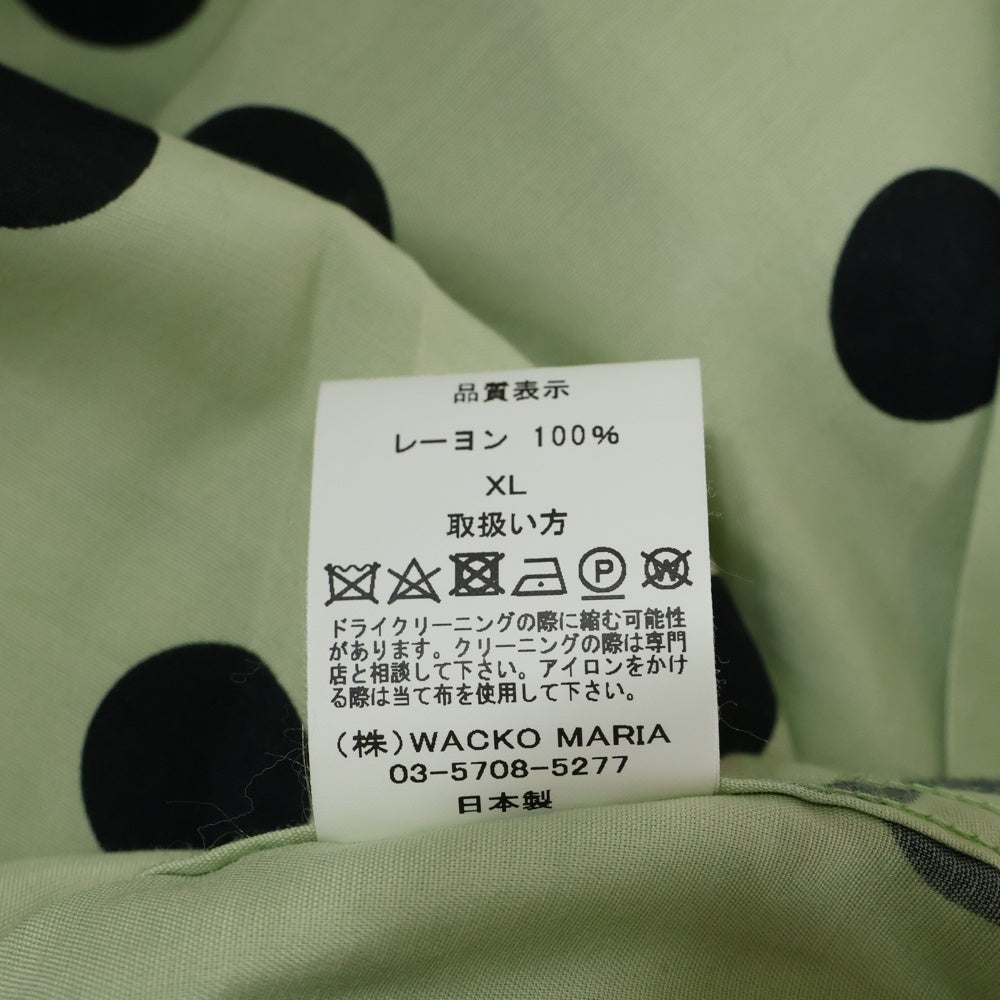 品質表示
レーヨン 100%
XL
取扱い方
P W
ドライクリーニングの際に縮む可能性
があります。クリーニングの際は専門
店と相談して下さい。アイロンをかけ
る際は当て布を使用して下さい。
(株)WACKO MARIA
03-5708-5277
日本製